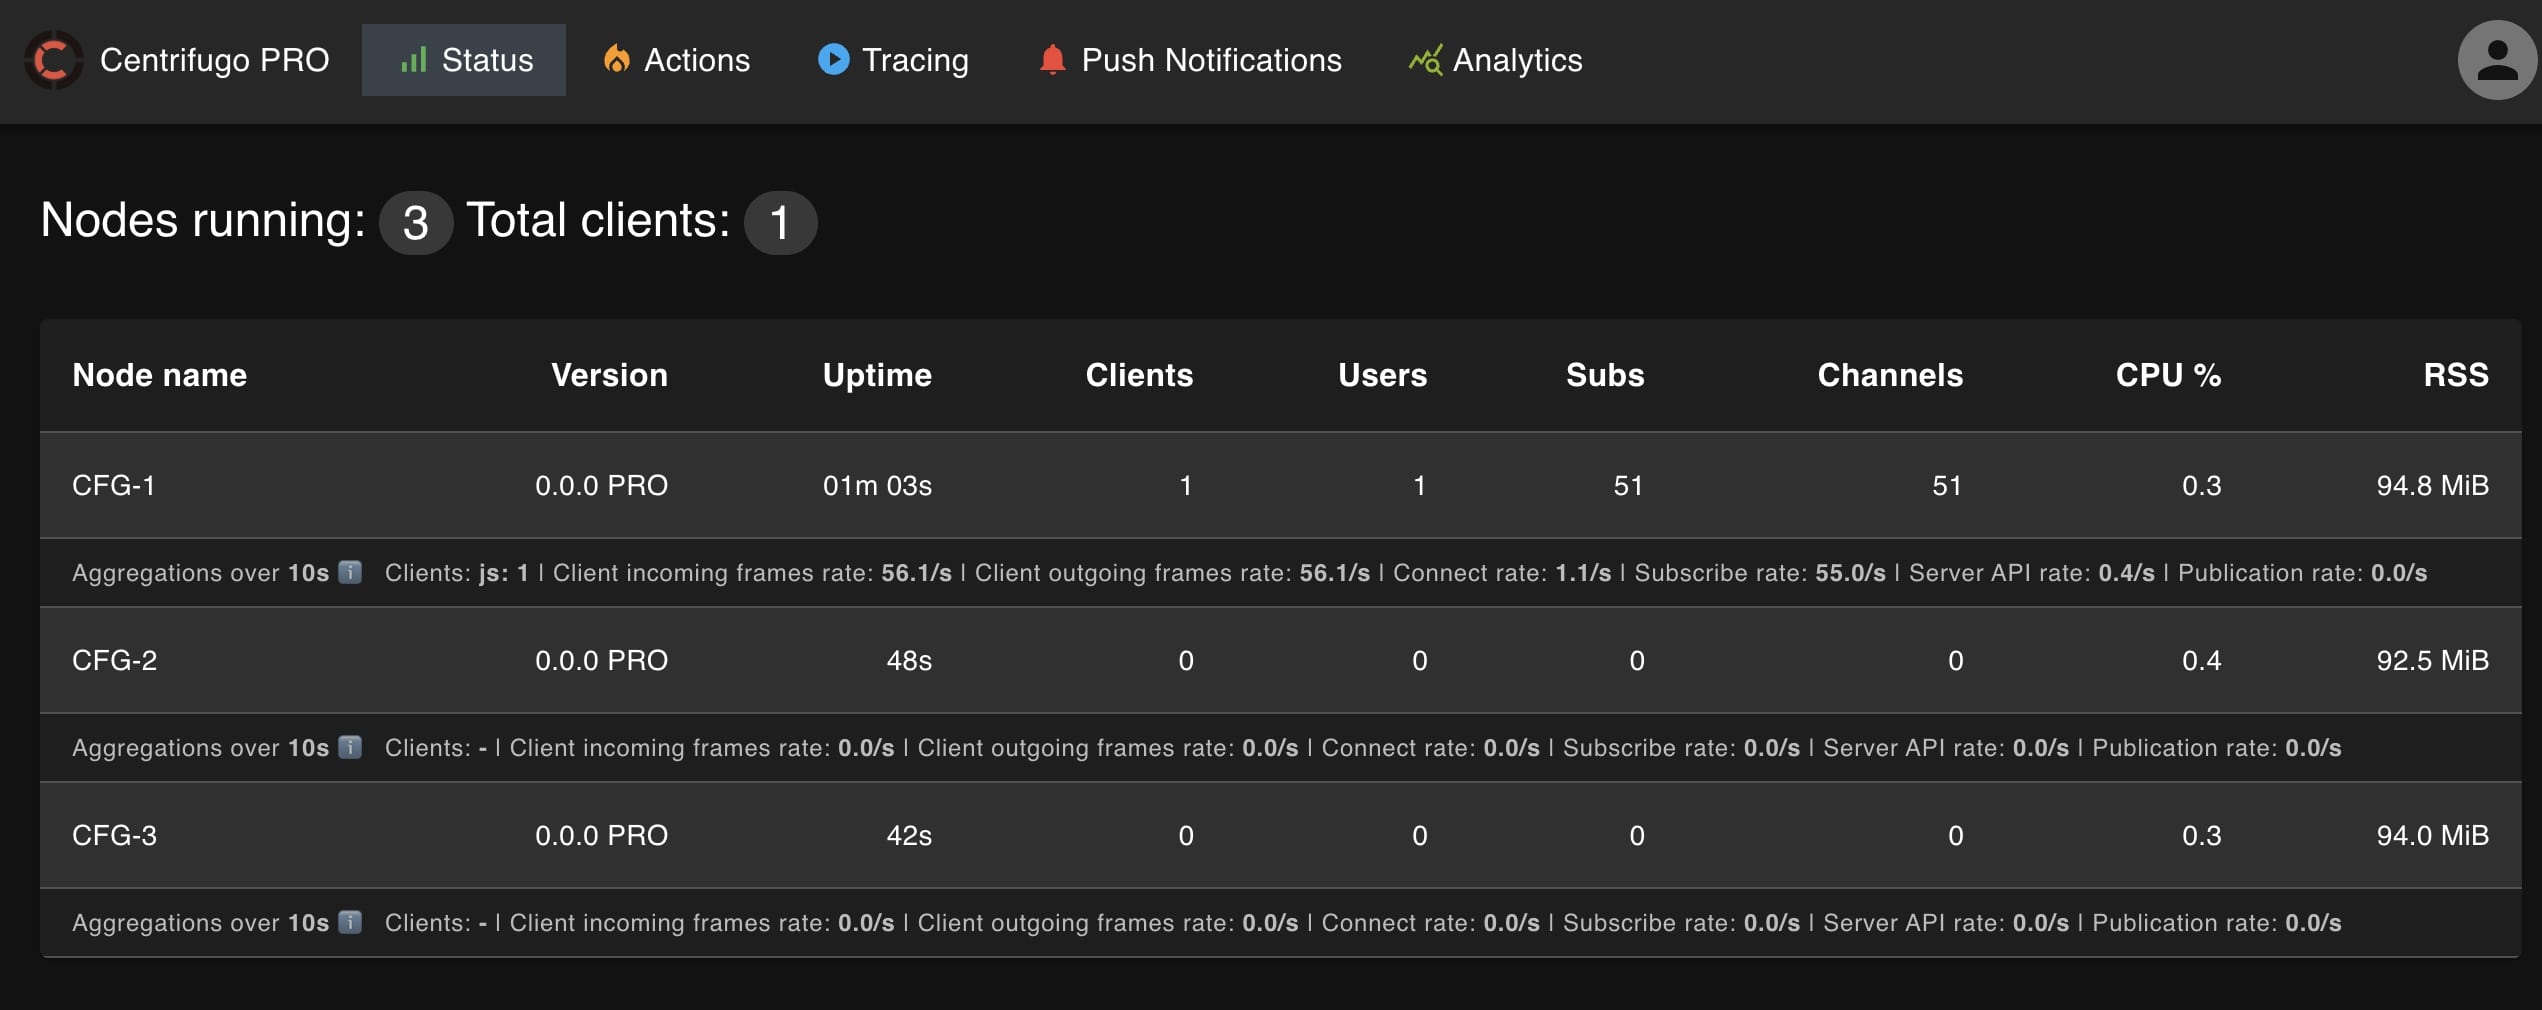 Centrifugo PRO Status Actions Tracing Push Notifications Analytics
Nodes running: 3 Total clients: 1
Node name Version Uptime Clients Users Subs Channels CPU % RSS
CFG-1 0.0.0 PRO 01m 03s 1 1 51 51 0.3 94.8 MiB
Aggregations over 10s i Clients: js: 1 | Client incoming frames rate: 56.1/s | Client outgoing frames rate: 56.1/s | Connect rate: 1.1/s | Subscribe rate: 55.0/s | Server API rate: 0.4/s | Publication rate: 0.0/s
CFG-2 0.0.0 PRO 48s 0 0 0 0 0.4 92.5 MiB
Aggregations over 10s i Clients: - | Client incoming frames rate: 0.0/s | Client outgoing frames rate: 0.0/s | Connect rate: 0.0/s | Subscribe rate: 0.0/s | Server API rate: 0.0/s | Publication rate: 0.0/s
CFG-3 0.0.0 PRO 42s 0 0 0 0 0.3 94.0 MiB
Aggregations over 10s i Clients: - | Client incoming frames rate: 0.0/s | Client outgoing frames rate: 0.0/s | Connect rate: 0.0/s | Subscribe rate: 0.0/s | Server API rate: 0.0/s | Publication rate: 0.0/s